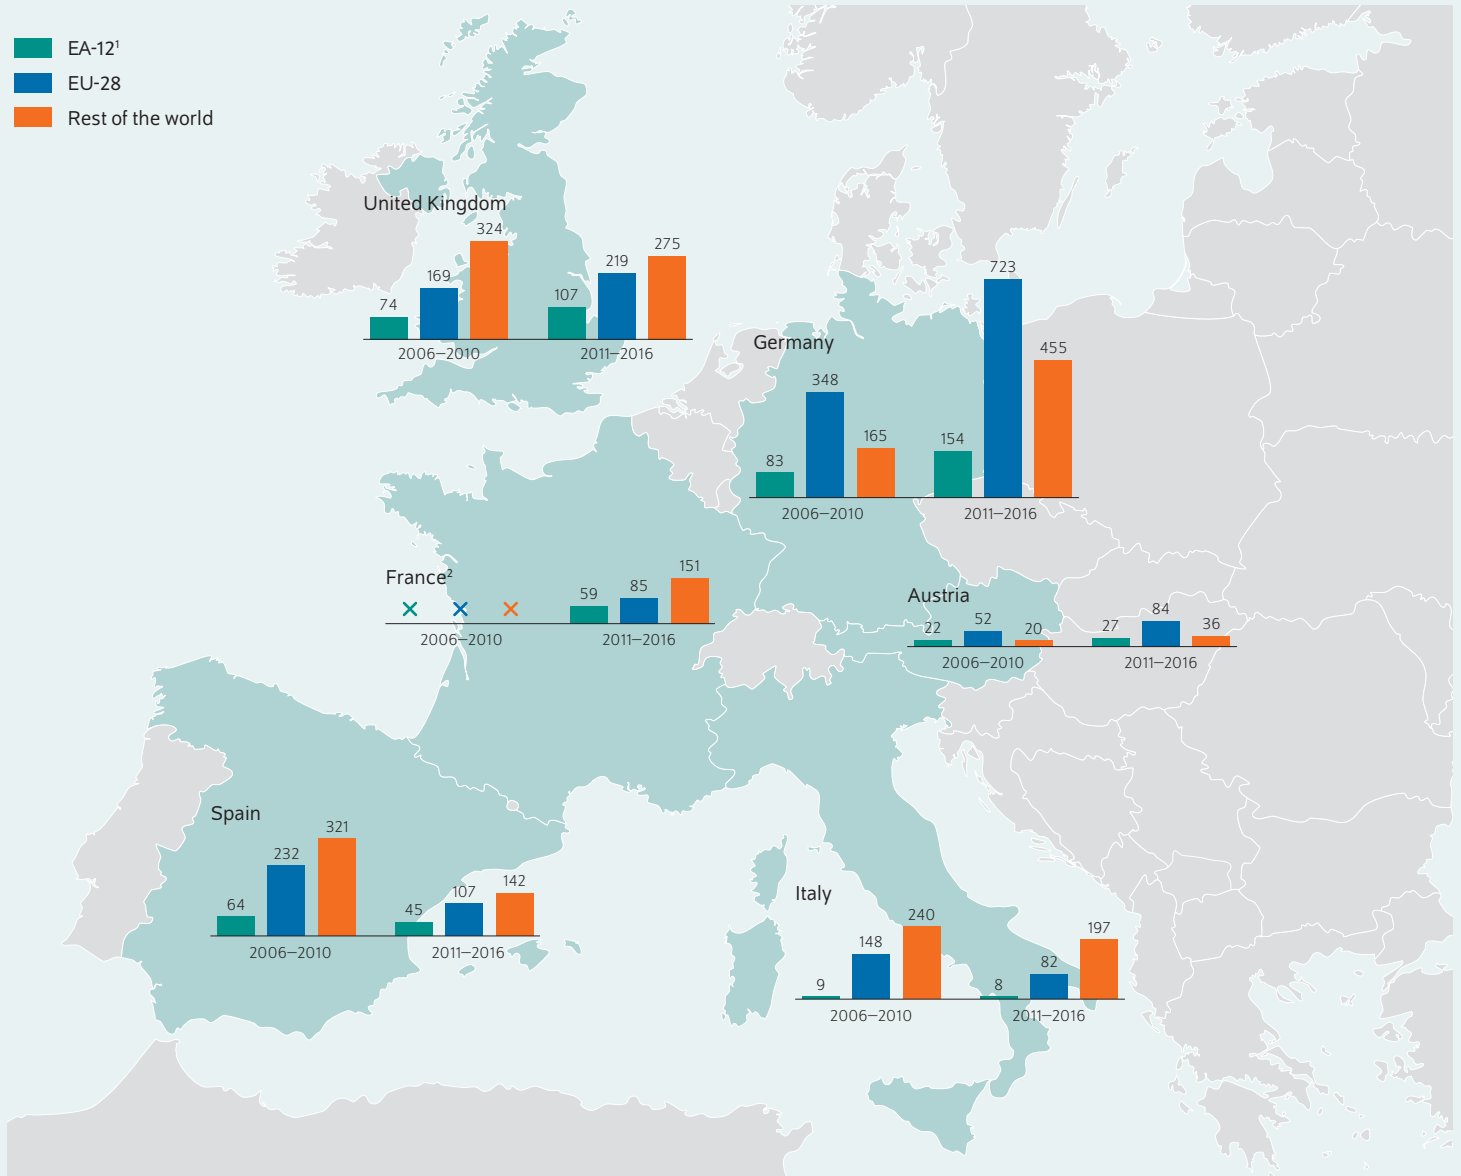 EA-12¹
EU-28
Rest of the world
United Kingdom
74 169 324 107 219 275
2006–2010 2011–2016
Germany
83 348 165 154 723 455
2006–2010 2011–2016
France²
59 85 151
2006–2010 2011–2016
Austria
22 52 20 27 84 36
2006–2010 2011–2016
Spain
64 232 321 45 107 142
2006–2010 2011–2016
Italy
9 148 240 8 82 197
2006–2010 2011–2016